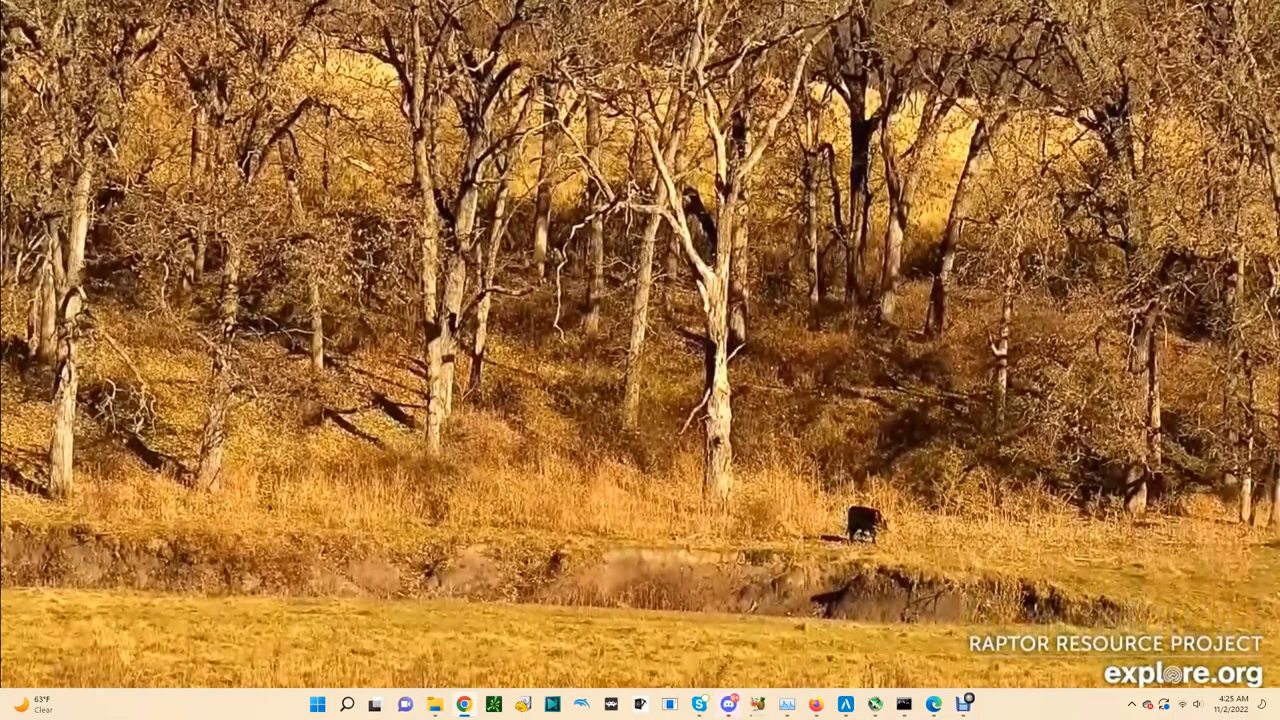 RAPTOR RESOURCE PROJECT
explore.org
63°F
Clear
4:25 AM
11/2/2022